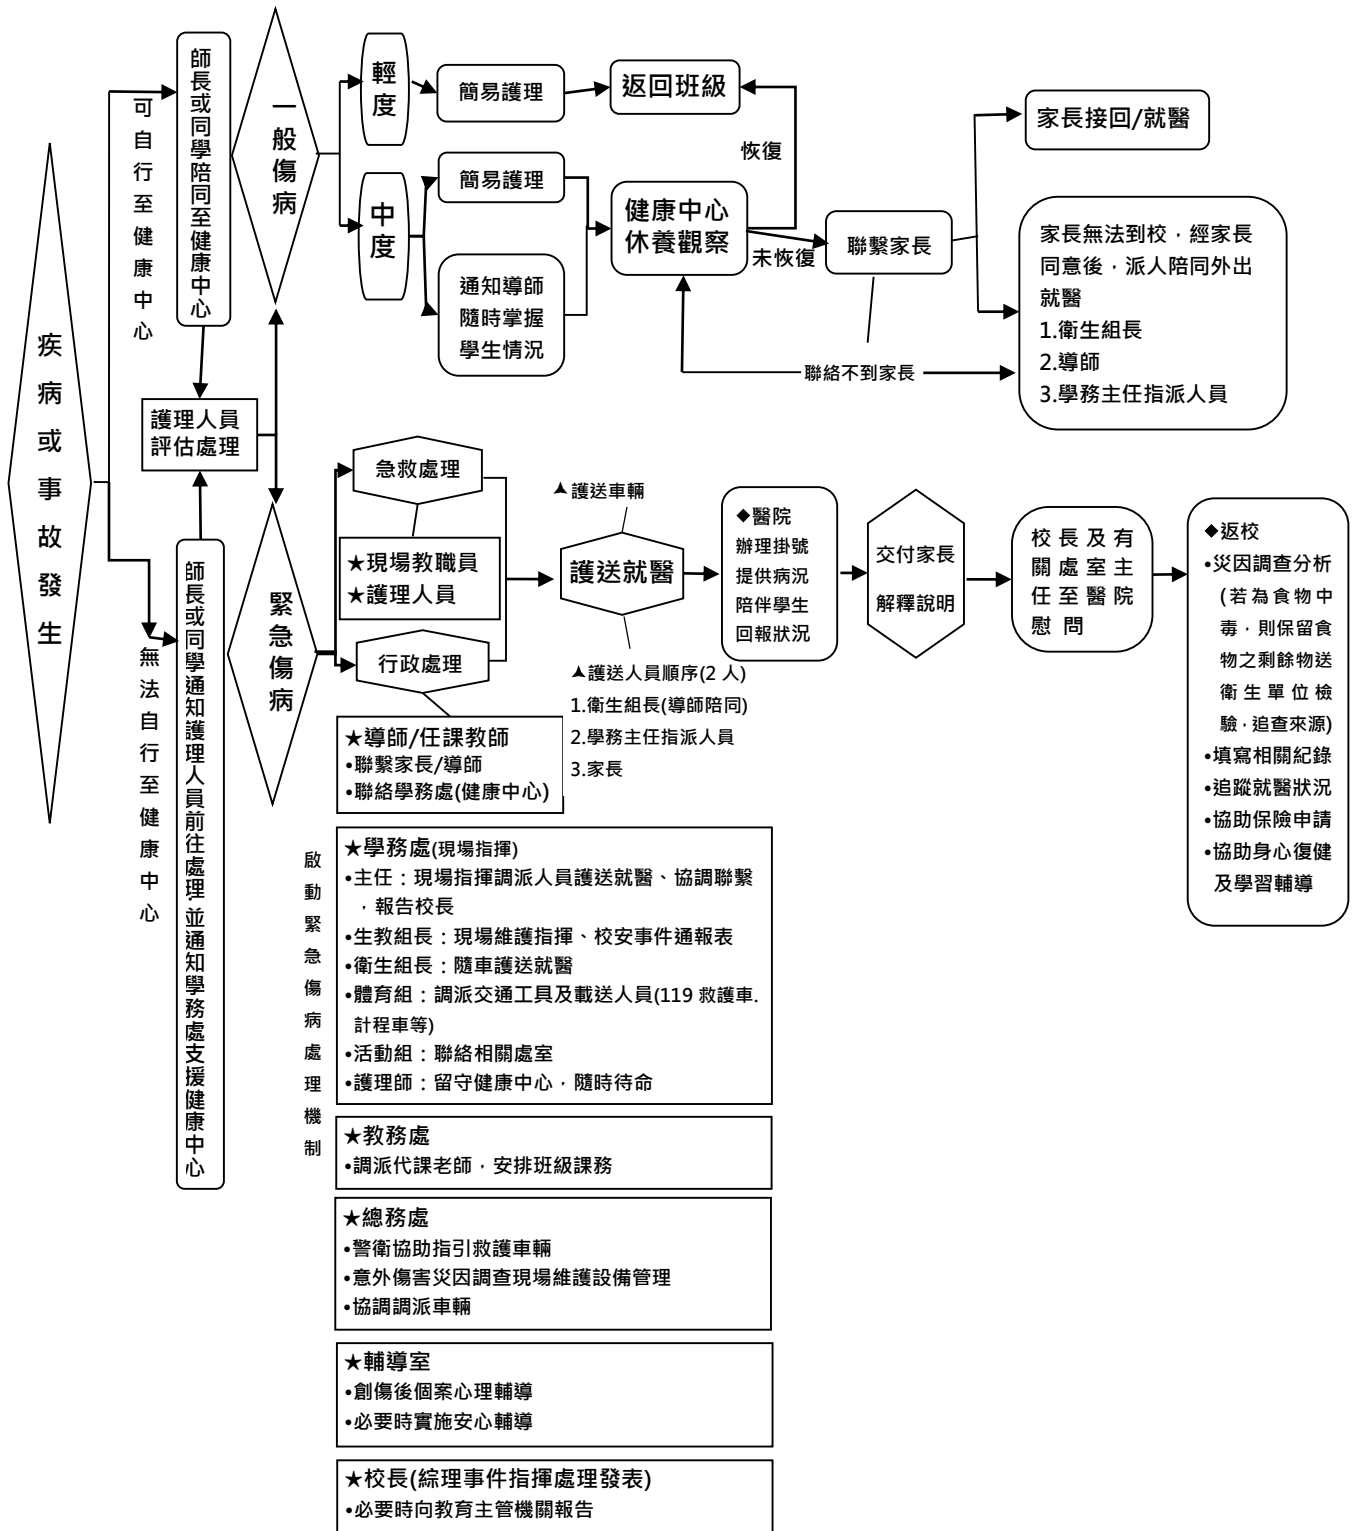 疾病或事故發生
可自行至健康中心
無法自行至健康中心
師長或同學陪同至健康中心
護理人員
評估處理
師長或同學通知護理人員前往處理.並通知學務處支援健康中心
一般傷病
輕度
簡易護理
返回班級
中度
簡易護理
通知導師
隨時掌握
學生情況
健康中心
休養觀察
恢復
未恢復
聯繫家長
聯絡不到家長
家長接回/就醫
家長無法到校，經家長
同意後，派人陪同外出
就醫
1.衛生組長
2.導師
3.學務主任指派人員
緊急傷病
急救處理
★現場教職員
★護理人員
行政處理
★導師/任課教師
•聯繫家長/導師
•聯絡學務處(健康中心)
▲護送車輛
護送就醫
▲護送人員順序(2 人)
1.衛生組長(導師陪同)
2.學務主任指派人員
3.家長
◆醫院
辦理掛號
提供病況
陪伴學生
回報狀況
交付家長
解釋說明
校長及有
關處室主
任至醫院
慰問
◆返校
•災因調查分析
(若為食物中
毒，則保留食
物之剩餘物送
衛生單位檢
驗，追查來源)
•填寫相關紀錄
•追蹤就醫狀況
•協助保險申請
•協助身心復健
及學習輔導
啟動緊急傷病處理機制
★學務處(現場指揮)
•主任：現場指揮調派人員護送就醫、協調聯繫
，報告校長
•生教組長：現場維護指揮、校安事件通報表
•衛生組長：隨車護送就醫
•體育組：調派交通工具及載送人員(119 救護車.
計程車等)
•活動組：聯絡相關處室
•護理師：留守健康中心，隨時待命
★教務處
•調派代課老師，安排班級課務
★總務處
•警衛協助指引救護車輛
•意外傷害災因調查現場維護設備管理
•協調調派車輛
★輔導室
•創傷後個案心理輔導
•必要時實施安心輔導
★校長(綜理事件指揮處理發表)
•必要時向教育主管機關報告